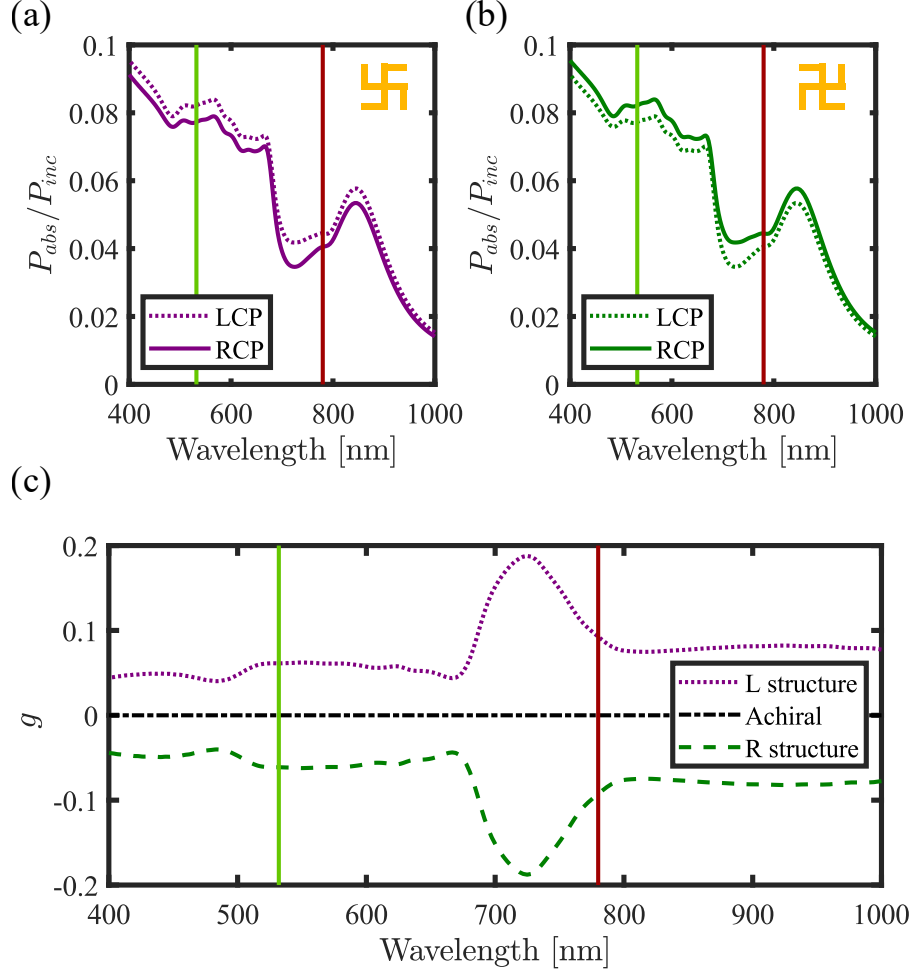 (a)
P_abs/P_inc
0.1
0.08
0.06
0.04
0.02
0
LCP
RCP
400 600 800 1000
Wavelength [nm]
(b)
P_abs/P_inc
0.1
0.08
0.06
0.04
0.02
0
LCP
RCP
400 600 800 1000
Wavelength [nm]
(c)
g
0.2
0.1
0
-0.1
-0.2
L structure
Achiral
R structure
400 500 600 700 800 900 1000
Wavelength [nm]